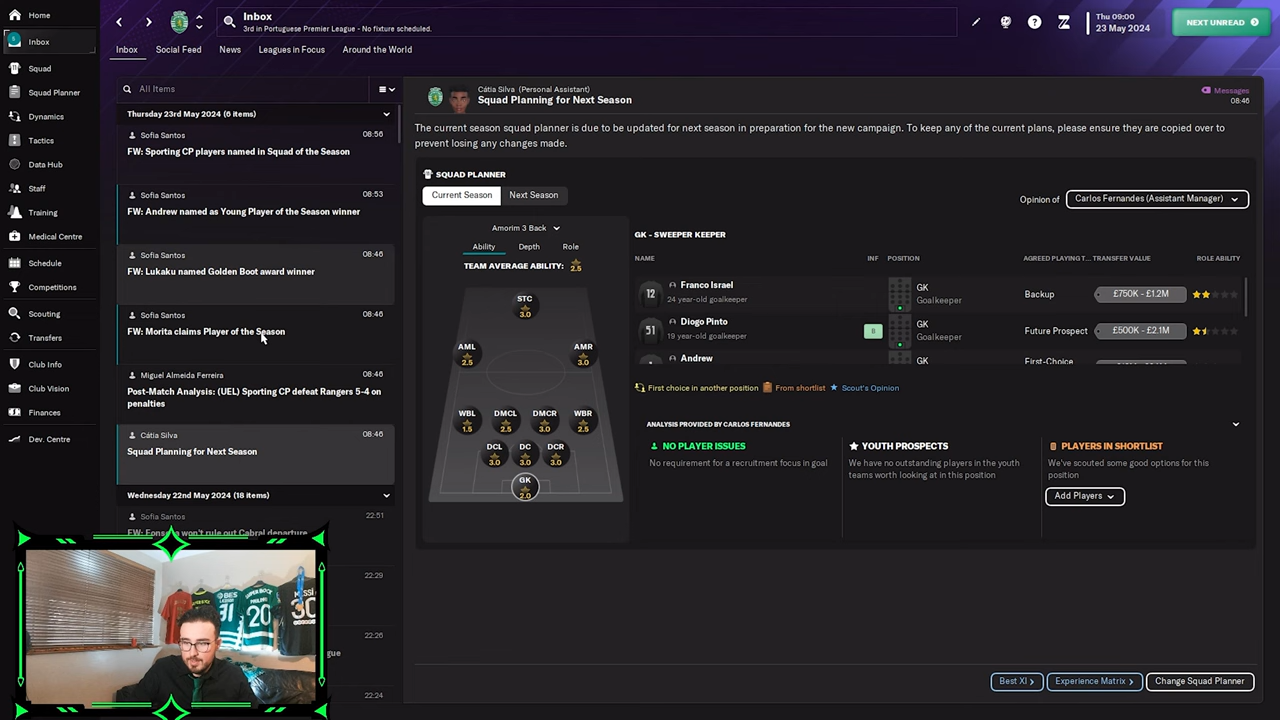 Home
Inbox
Squad
Squad Planner
Dynamics
Tactics
Data Hub
Staff
Training
Medical Centre
Schedule
Competitions
Scouting
Transfers
Club Info
Club Vision
Finances
Dev. Centre
Inbox
3rd in Portuguese Premier League - No fixture scheduled.
Thu 09:00
23 May 2024
NEXT UNREAD
Inbox Social Feed News Leagues in Focus Around the World
All Items
Thursday 23rd May 2024 (6 items)
Sofia Santos 08:56
FW: Sporting CP players named in Squad of the Season
Sofia Santos 08:53
FW: Andrew named as Young Player of the Season winner
Sofia Santos 08:46
FW: Lukaku named Golden Boot award winner
Sofia Santos 08:46
FW: Morita claims Player of the Season
Miguel Almeida Ferreira 08:46
Post-Match Analysis: (UEL) Sporting CP defeat Rangers 5-4 on
penalties
Cátia Silva 08:46
Squad Planning for Next Season
Wednesday 22nd May 2024 (18 items)
Sofia Santos 22:51
won't rule out Cabral departure
22:29
22:26
gue
22:24
Cátia Silva (Personal Assistant)
Squad Planning for Next Season
Messages
08:46
The current season squad planner is due to be updated for next season in preparation for the new campaign. To keep any of the current plans, please ensure they are copied over to
prevent losing any changes made.
SQUAD PLANNER
Current Season Next Season
Opinion of Carlos Fernandes (Assistant Manager)
Amorim 3 Back
Ability Depth Role
TEAM AVERAGE ABILITY: 2.5
STC
3.0
AML AMR
2.5 3.0
WBL DMCL DMCR WBR
1.5 2.5 3.0 2.5
DCL DC DCR
3.0 3.0 3.0
GK
2.0
GK - SWEEPER KEEPER
NAME INF POSITION AGREED PLAYING T... TRANSFER VALUE ROLE ABILITY
12 Franco Israel
24 year-old goalkeeper
GK
Goalkeeper
Backup £750K - £1.2M
51 Diogo Pinto
19 year-old goalkeeper
B
GK
Goalkeeper
Future Prospect £500K - £2.1M
Andrew GK First-Choice
First choice in another position From shortlist Scout's Opinion
ANALYSIS PROVIDED BY CARLOS FERNANDES
NO PLAYER ISSUES
No requirement for a recruitment focus in goal
YOUTH PROSPECTS
We have no outstanding players in the youth
teams worth looking at in this position
PLAYERS IN SHORTLIST
We've scouted some good options for this
position
Add Players
Best XI Experience Matrix Change Squad Planner
BES
31
20
MESSI
30